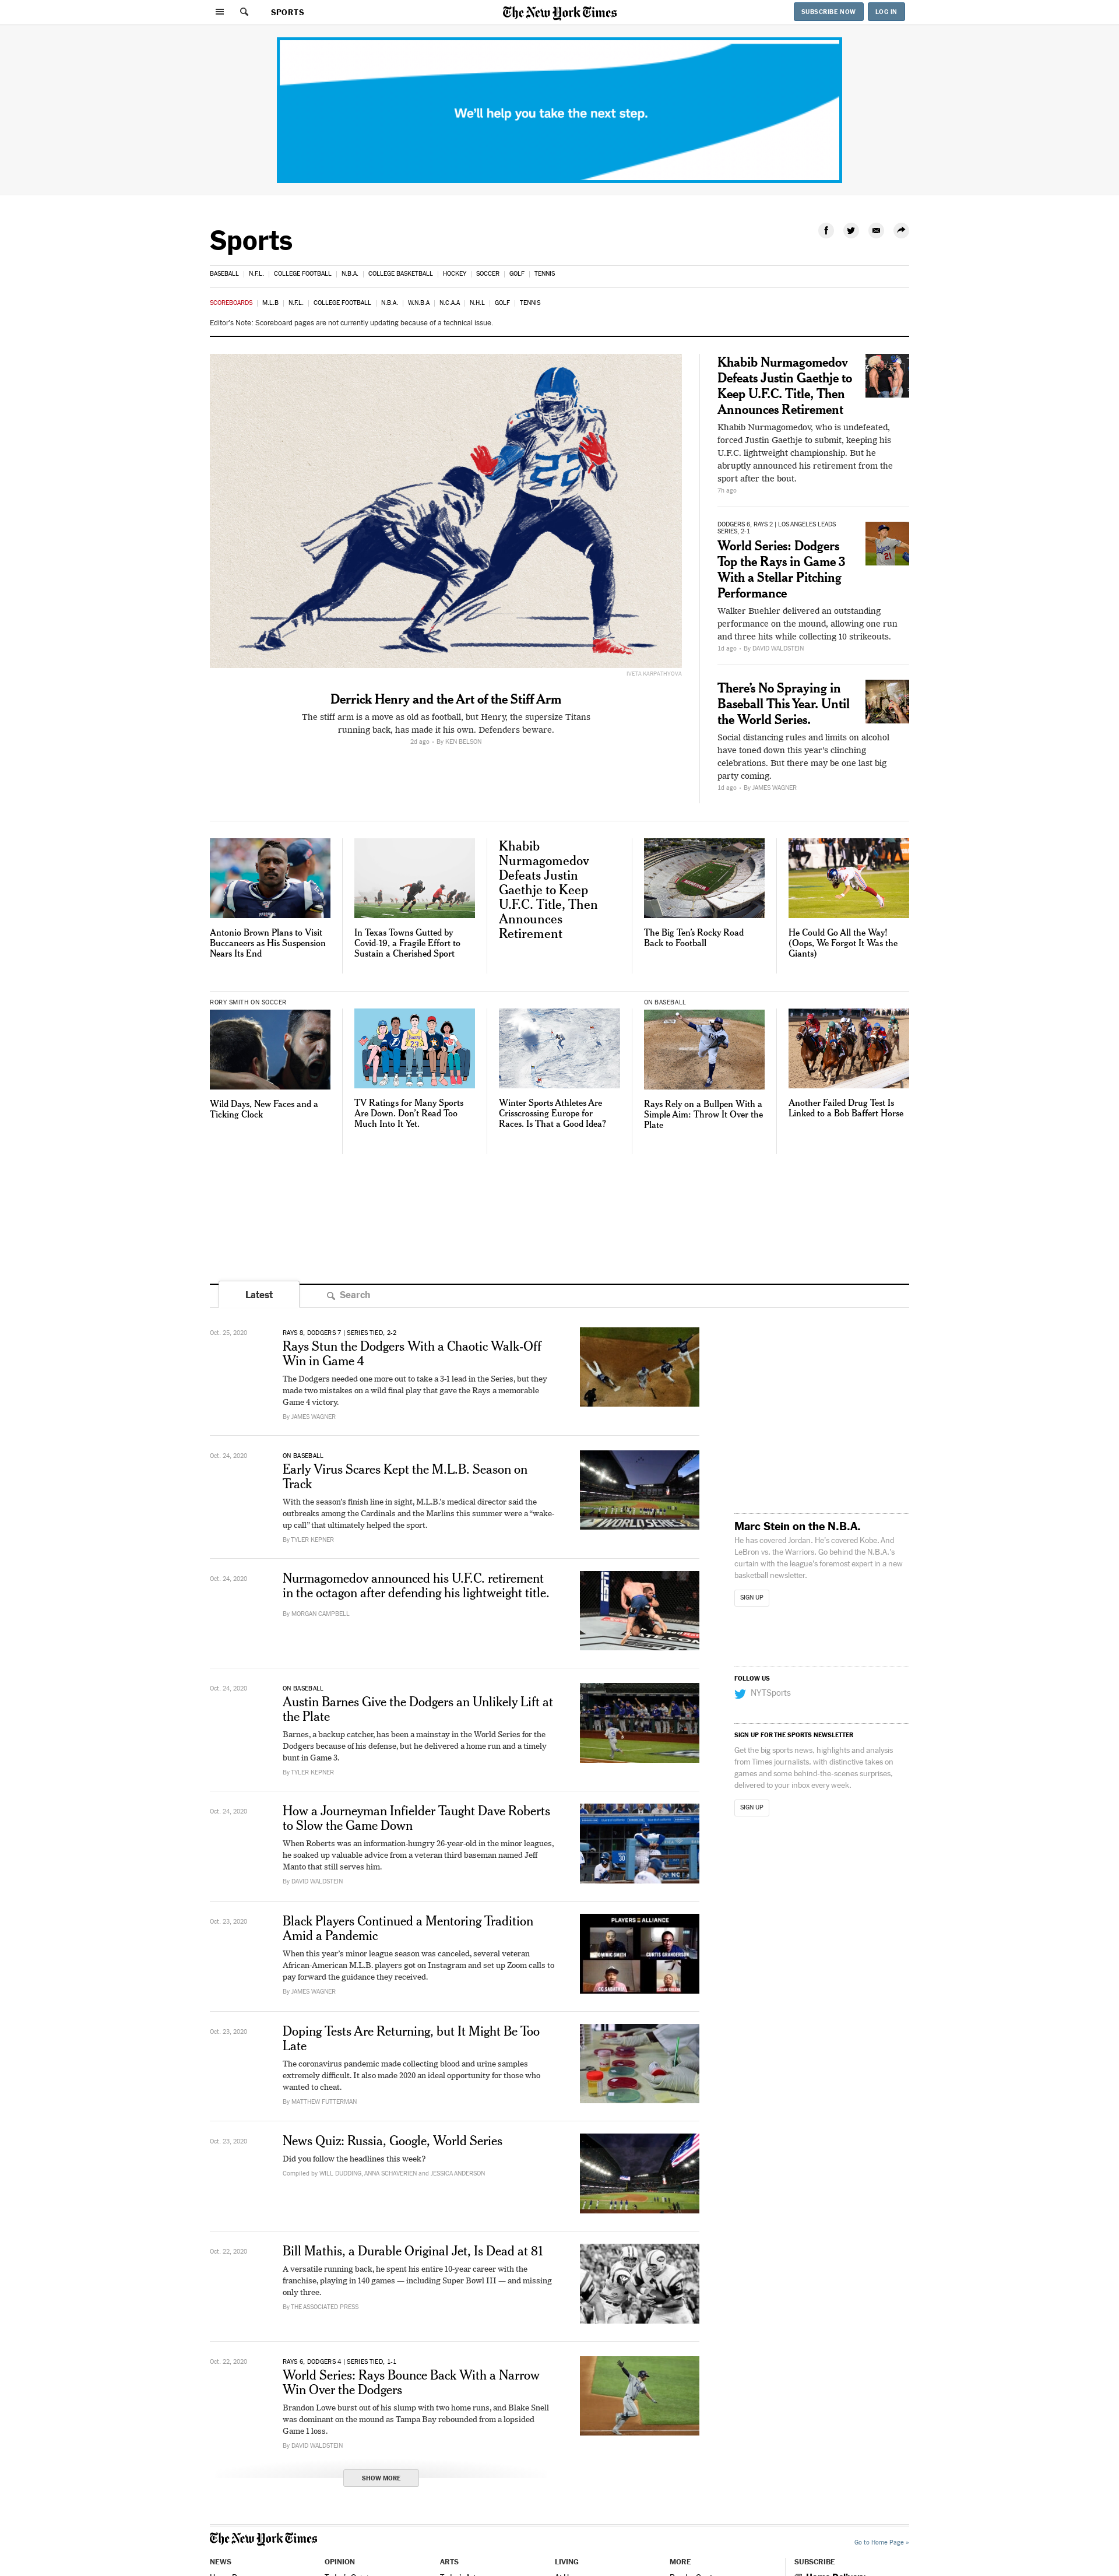 SPORTS
The New York Times
SUBSCRIBE NOW
LOG IN
We'll help you take the next step.
Sports
BASEBALL | N.F.L. | COLLEGE FOOTBALL | N.B.A. | COLLEGE BASKETBALL | HOCKEY | SOCCER | GOLF | TENNIS
SCOREBOARDS | M.L.B | N.F.L. | COLLEGE FOOTBALL | N.B.A. | W.N.B.A | N.C.A.A | N.H.L | GOLF | TENNIS
Editor's Note: Scoreboard pages are not currently updating because of a technical issue.
22
IVETA KARPATHYOVA
Derrick Henry and the Art of the Stiff Arm
The stiff arm is a move as old as football, but Henry, the supersize Titans
running back, has made it his own. Defenders beware.
2d ago - By KEN BELSON
Khabib Nurmagomedov
Defeats Justin Gaethje to
Keep U.F.C. Title, Then
Announces Retirement
Khabib Nurmagomedov, who is undefeated,
forced Justin Gaethje to submit, keeping his
U.F.C. lightweight championship. But he
abruptly announced his retirement from the
sport after the bout.
7h ago
DODGERS 6, RAYS 2 | LOS ANGELES LEADS
SERIES, 2-1
World Series: Dodgers
Top the Rays in Game 3
With a Stellar Pitching
Performance
21
Walker Buehler delivered an outstanding
performance on the mound, allowing one run
and three hits while collecting 10 strikeouts.
1d ago - By DAVID WALDSTEIN
There's No Spraying in
Baseball This Year. Until
the World Series.
Social distancing rules and limits on alcohol
have toned down this year's clinching
celebrations. But there may be one last big
party coming.
1d ago - By JAMES WAGNER
Antonio Brown Plans to Visit
Buccaneers as His Suspension
Nears Its End
In Texas Towns Gutted by
Covid-19, a Fragile Effort to
Sustain a Cherished Sport
Khabib
Nurmagomedov
Defeats Justin
Gaethje to Keep
U.F.C. Title, Then
Announces
Retirement
The Big Ten's Rocky Road
Back to Football
He Could Go All the Way!
(Oops, We Forgot It Was the
Giants)
RORY SMITH ON SOCCER
Wild Days, New Faces and a
Ticking Clock
TV Ratings for Many Sports
Are Down. Don't Read Too
Much Into It Yet.
Winter Sports Athletes Are
Crisscrossing Europe for
Races. Is That a Good Idea?
ON BASEBALL
Rays Rely on a Bullpen With a
Simple Aim: Throw It Over the
Plate
Another Failed Drug Test Is
Linked to a Bob Baffert Horse
Latest
Search
Oct. 25, 2020
RAYS 8, DODGERS 7 | SERIES TIED, 2-2
Rays Stun the Dodgers With a Chaotic Walk-Off
Win in Game 4
The Dodgers needed one more out to take a 3-1 lead in the Series, but they
made two mistakes on a wild final play that gave the Rays a memorable
Game 4 victory.
By JAMES WAGNER
Oct. 24, 2020
ON BASEBALL
Early Virus Scares Kept the M.L.B. Season on
Track
With the season's finish line in sight, M.L.B.'s medical director said the
outbreaks among the Cardinals and the Marlins this summer were a "wake-
up call" that ultimately helped the sport.
By TYLER KEPNER
WORLD SERIES
Oct. 24, 2020
Nurmagomedov announced his U.F.C. retirement
in the octagon after defending his lightweight title.
By MORGAN CAMPBELL
Oct. 24, 2020
ON BASEBALL
Austin Barnes Give the Dodgers an Unlikely Lift at
the Plate
Barnes, a backup catcher, has been a mainstay in the World Series for the
Dodgers because of his defense, but he delivered a home run and a timely
bunt in Game 3.
By TYLER KEPNER
Oct. 24, 2020
How a Journeyman Infielder Taught Dave Roberts
to Slow the Game Down
When Roberts was an information-hungry 26-year-old in the minor leagues,
he soaked up valuable advice from a veteran third baseman named Jeff
Manto that still serves him.
By DAVID WALDSTEIN
Oct. 23, 2020
Black Players Continued a Mentoring Tradition
Amid a Pandemic
When this year's minor league season was canceled, several veteran
African-American M.L.B. players got on Instagram and set up Zoom calls to
pay forward the guidance they received.
By JAMES WAGNER
PLAYERS ALLIANCE
DOMINIC SMITH
CURTIS GRANDERSON
Oct. 23, 2020
Doping Tests Are Returning, but It Might Be Too
Late
The coronavirus pandemic made collecting blood and urine samples
extremely difficult. It also made 2020 an ideal opportunity for those who
wanted to cheat.
By MATTHEW FUTTERMAN
Oct. 23, 2020
News Quiz: Russia, Google, World Series
Did you follow the headlines this week?
Compiled by WILL DUDDING, ANNA SCHAVERIEN and JESSICA ANDERSON
Oct. 22, 2020
Bill Mathis, a Durable Original Jet, Is Dead at 81
A versatile running back, he spent his entire 10-year career with the
franchise, playing in 140 games — including Super Bowl III — and missing
only three.
By THE ASSOCIATED PRESS
Oct. 22, 2020
RAYS 6, DODGERS 4 | SERIES TIED, 1-1
World Series: Rays Bounce Back With a Narrow
Win Over the Dodgers
Brandon Lowe burst out of his slump with two home runs, and Blake Snell
was dominant on the mound as Tampa Bay rebounded from a lopsided
Game 1 loss.
By DAVID WALDSTEIN
SHOW MORE
Marc Stein on the N.B.A.
He has covered Jordan. He's covered Kobe. And
LeBron vs. the Warriors. Go behind the N.B.A.'s
curtain with the league's foremost expert in a new
basketball newsletter.
SIGN UP
FOLLOW US
NYTSports
SIGN UP FOR THE SPORTS NEWSLETTER
Get the big sports news, highlights and analysis
from Times journalists, with distinctive takes on
games and some behind-the-scenes surprises,
delivered to your inbox every week.
SIGN UP
The New York Times
Go to Home Page »
NEWS
OPINION
ARTS
LIVING
MORE
SUBSCRIBE